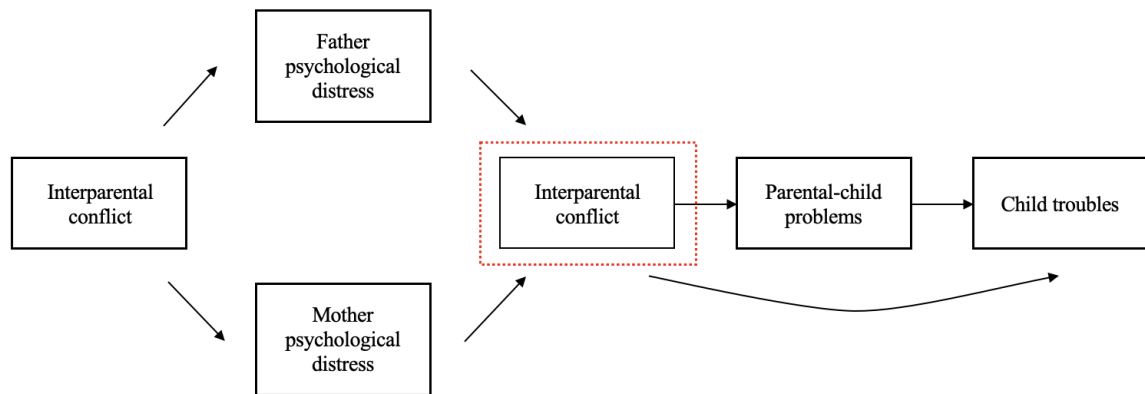 Father
psychological
distress
Interparental
conflict
Interparental
conflict
Parental-child
problems
Child troubles
Mother
psychological
distress